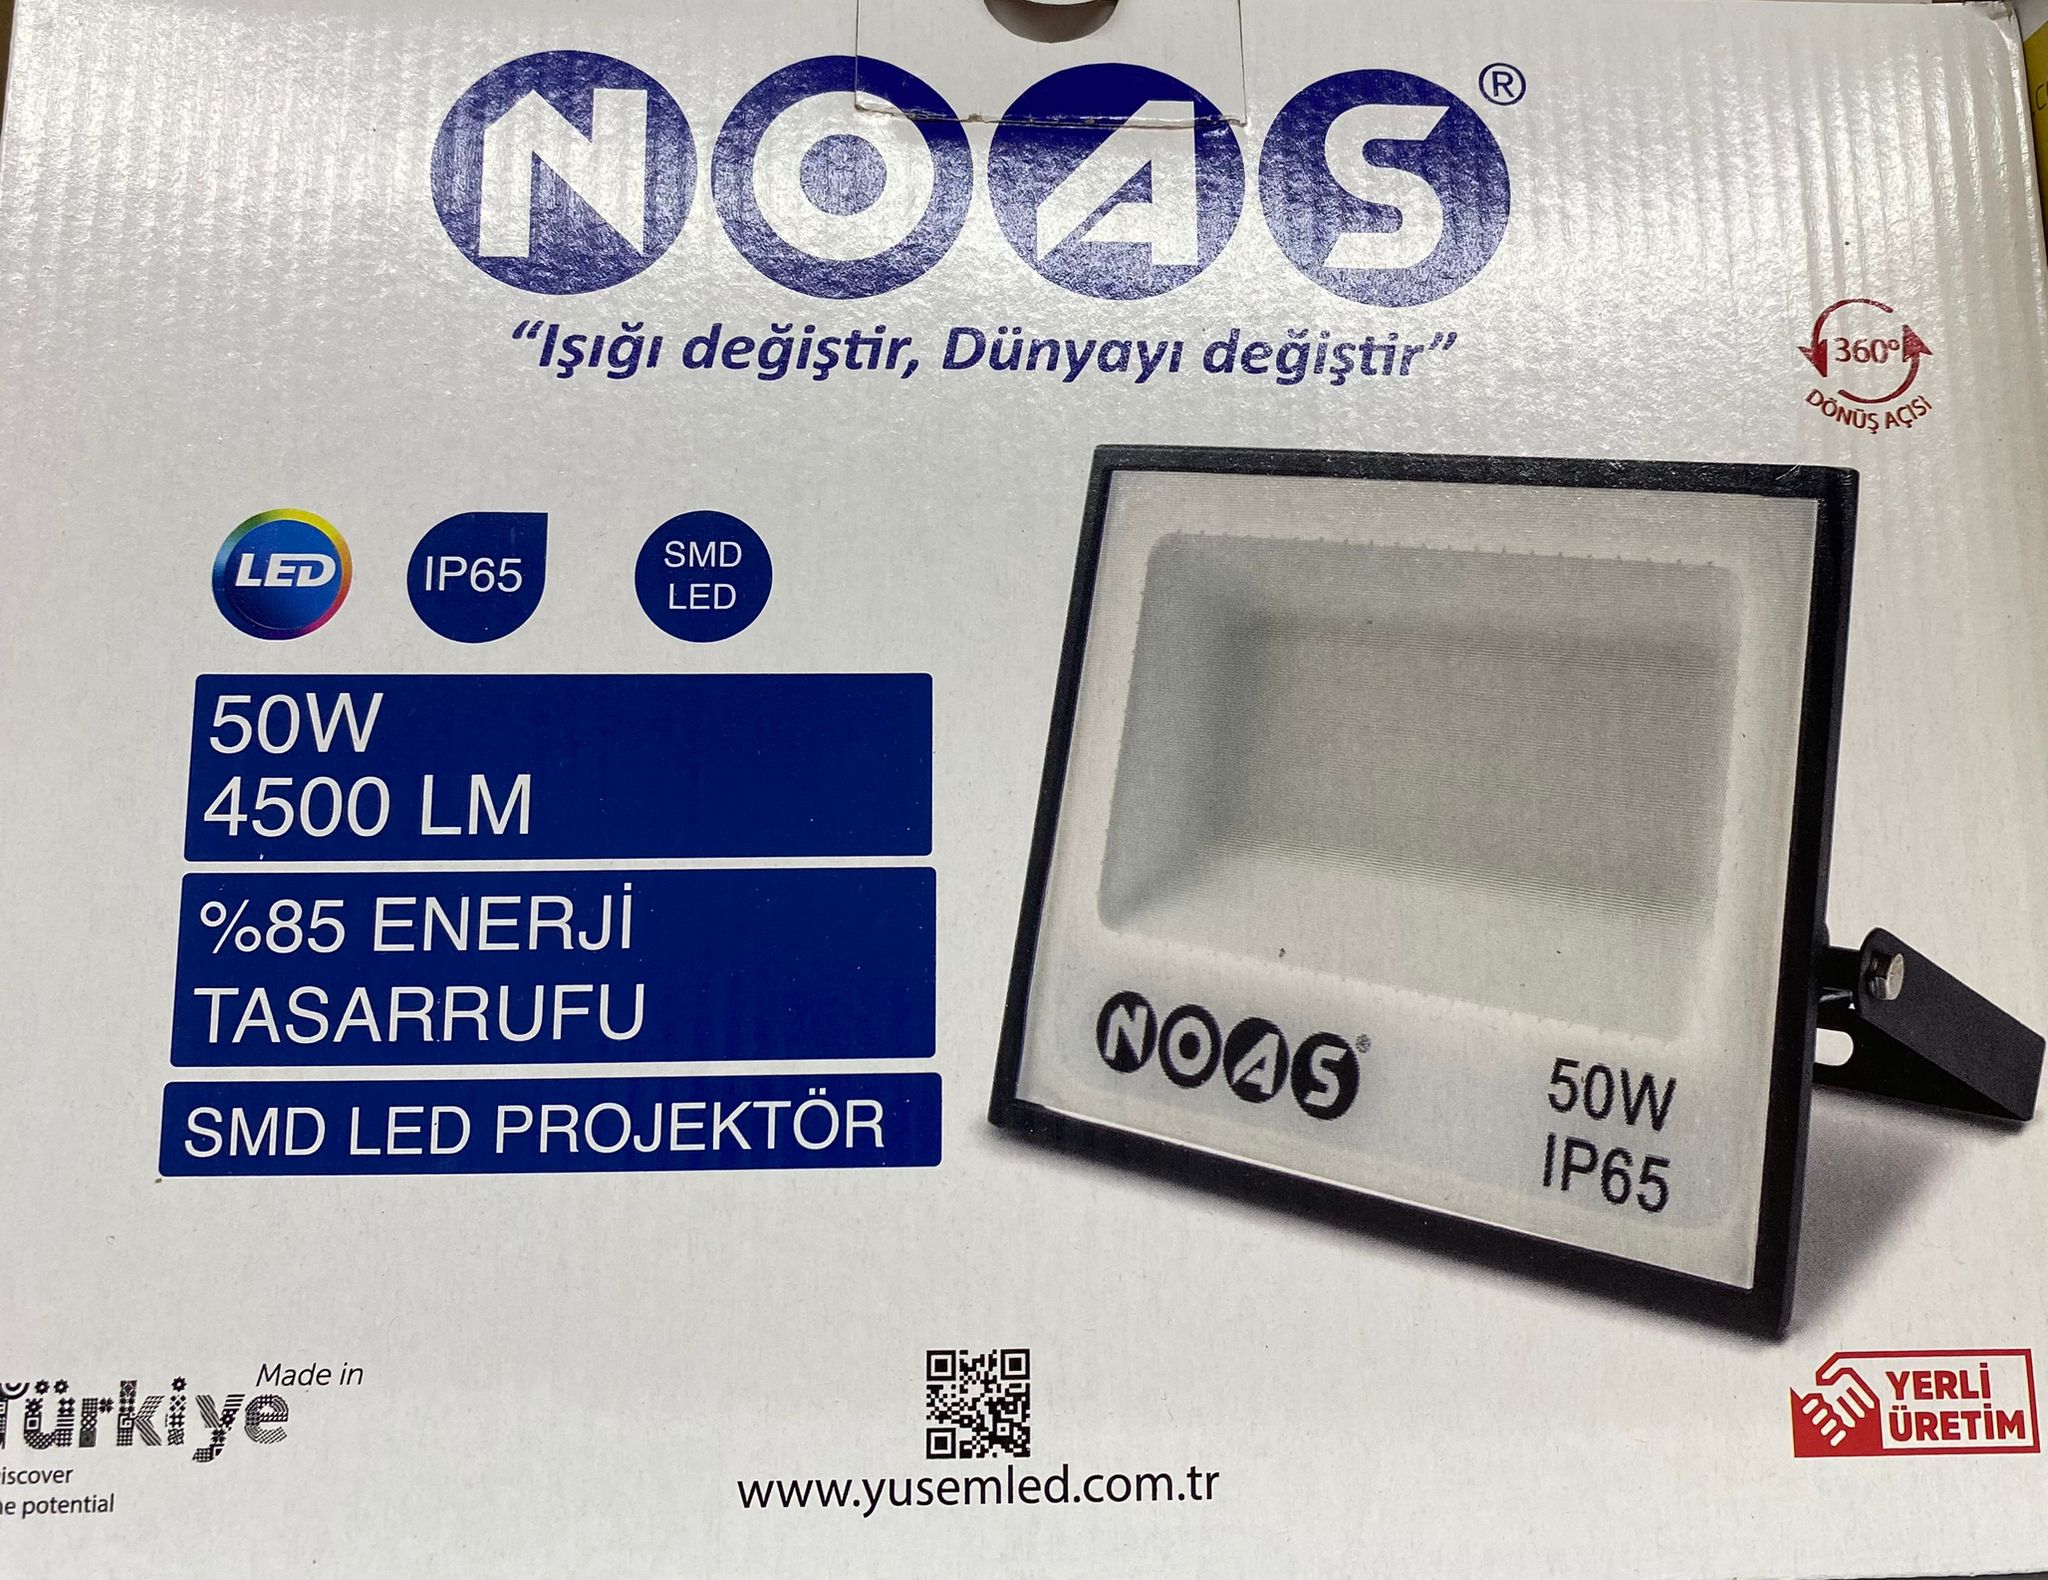 NOAS®
“Işığı değiştir, Dünyayı değiştir”
360°
DÖNÜŞ AÇISI
LED
IP65
SMD
LED
50W
4500 LM
%85 ENERJİ
TASARRUFU
SMD LED PROJEKTÖR
NOAS®
50W
IP65
Made in
Türkiye
iscover
potential
www.yusemled.com.tr
YERLİ
ÜRETİM